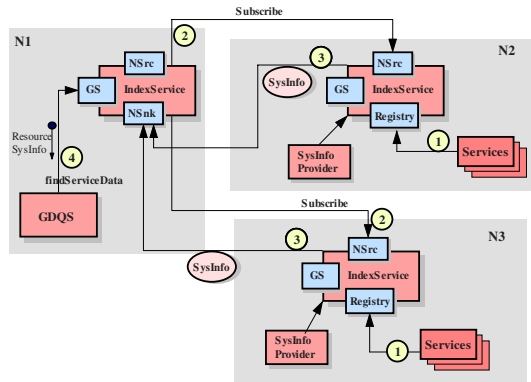 Subscribe
N1
2
NSrc
GS
IndexService
NSnk
Resource
SysInfo
4
findServiceData
GDQS
N2
3
SysInfo
NSrc
GS
IndexService
Registry
SysInfo
Provider
1
Services
Subscribe
2
N3
3
SysInfo
NSrc
GS
IndexService
Registry
SysInfo
Provider
1
Services